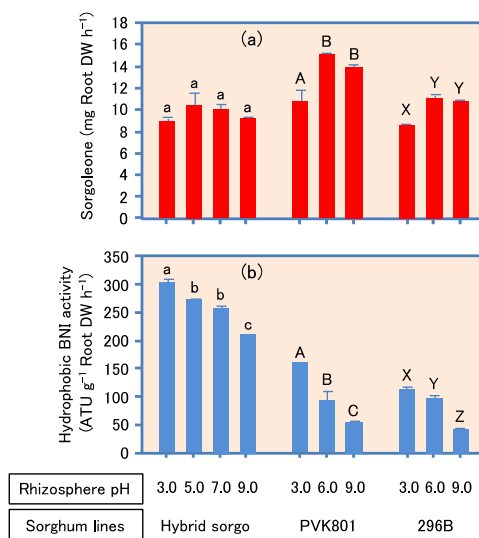 (a)
Sorgoleone (mg Root DW h⁻¹)
18
16
14
12
10
8
6
4
2
0
a a a a A B B X Y Y
(b)
Hydrophobic BNI activity
(ATU g⁻¹ Root DW h⁻¹)
350
300
250
200
150
100
50
0
a b b c A B C X Y Z
Rhizosphere pH 3.0 5.0 7.0 9.0 3.0 6.0 9.0 3.0 6.0 9.0
Sorghum lines Hybrid sorgo PVK801 296B